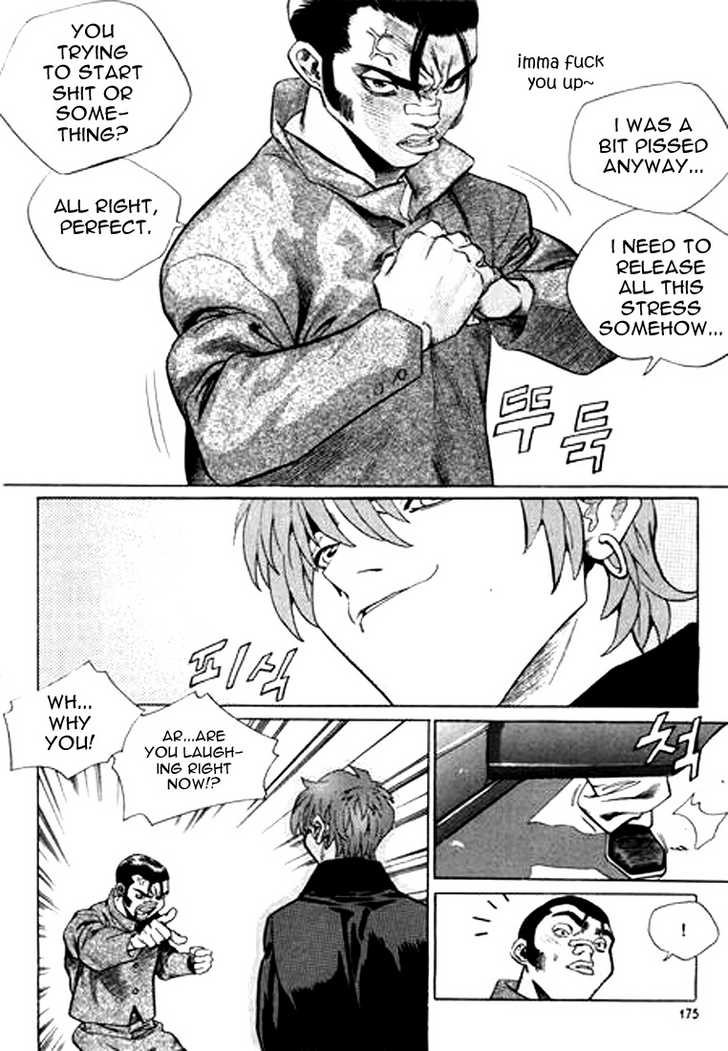 YOU
TRYING
TO START
SHIT OR
SOME-
THING?
ALL RIGHT,
PERFECT.
imma fuck
you up~
I WAS A
BIT PISSED
ANYWAY...
I NEED TO
RELEASE
ALL THIS
STRESS
SOMEHOW...
뚜둑
피식
WH...
WHY
YOU!
AR...ARE
YOU LAUGH-
ING RIGHT
NOW!?
척
!
175